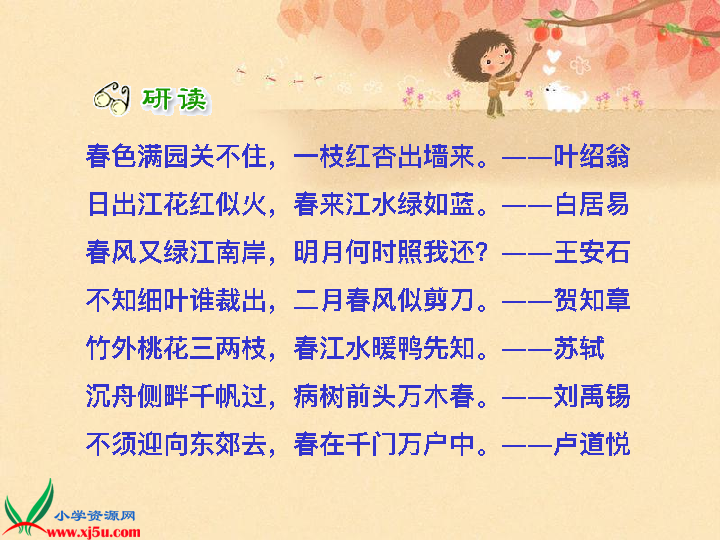 研读
春色满园关不住，一枝红杏出墙来。——叶绍翁
日出江花红似火，春来江水绿如蓝。——白居易
春风又绿江南岸，明月何时照我还？——王安石
不知细叶谁裁出，二月春风似剪刀。——贺知章
竹外桃花三两枝，春江水暖鸭先知。——苏轼
沉舟侧畔千帆过，病树前头万木春。——刘禹锡
不须迎向东郊去，春在千门万户中。——卢道悦
小学资源网
www.xj5u.com